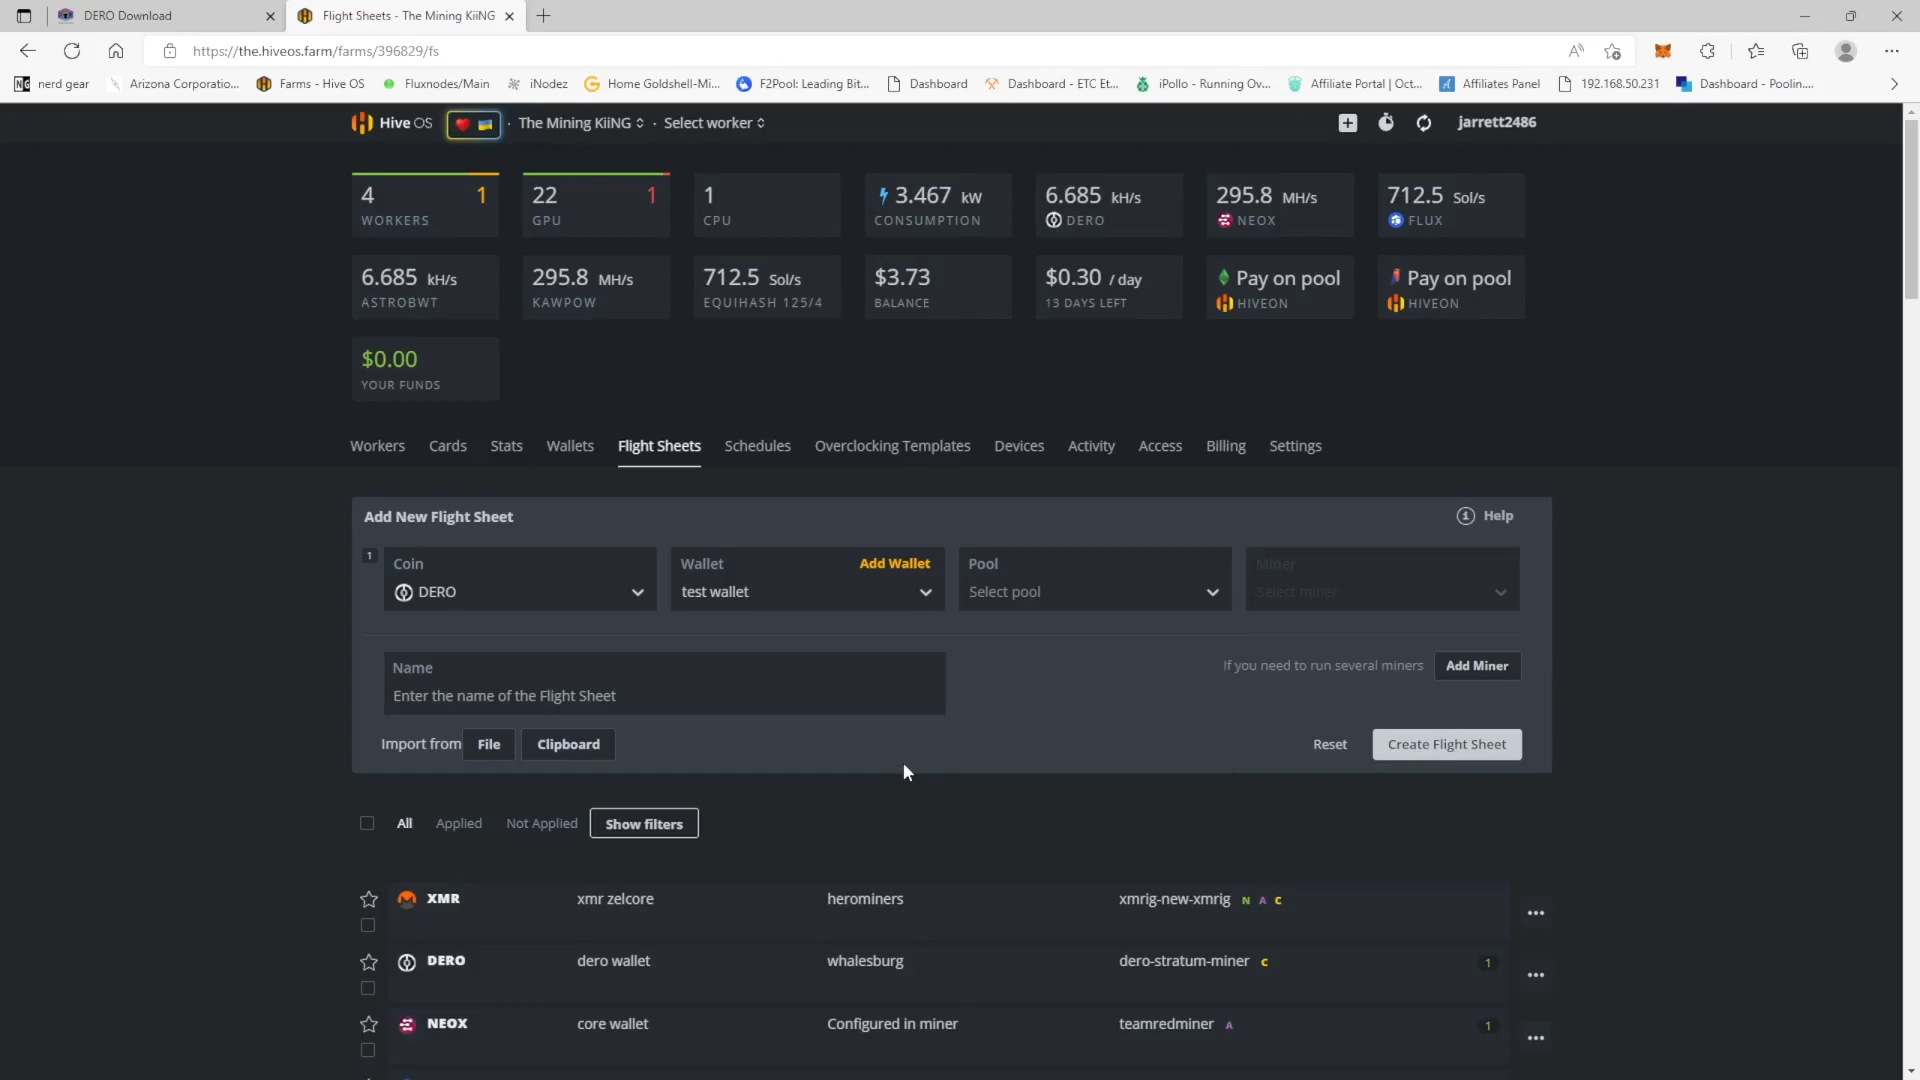 DERO Download
Flight Sheets - The Mining KiiNG
https://the.hiveos.farm/farms/396829/fs
nerd gear
Arizona Corporatio...
Farms - Hive OS
Fluxnodes/Main
iNodez
Home Goldshell-Mi...
F2Pool: Leading Bit...
Dashboard
Dashboard - ETC Et...
iPollo - Running Ov...
Affiliate Portal | Oct...
Affiliates Panel
192.168.50.231
Dashboard - Poolin....
Hive OS · The Mining KiiNG · Select worker
jarrett2486
4 1
WORKERS
22 1
GPU
1
CPU
3.467 kW
CONSUMPTION
6.685 kH/s
DERO
295.8 MH/s
NEOX
712.5 Sol/s
FLUX
6.685 kH/s
ASTROBWT
295.8 MH/s
KAWPOW
712.5 Sol/s
EQUIHASH 125/4
$3.73
BALANCE
$0.30 / day
13 DAYS LEFT
Pay on pool
HIVEON
Pay on pool
HIVEON
$0.00
YOUR FUNDS
Workers Cards Stats Wallets Flight Sheets Schedules Overclocking Templates Devices Activity Access Billing Settings
Add New Flight Sheet
Help
1
Coin
DERO
Wallet Add Wallet
test wallet
Pool
Select pool
Miner
Select miner
Name
Enter the name of the Flight Sheet
If you need to run several miners Add Miner
Import from File Clipboard
Reset Create Flight Sheet
All Applied Not Applied Show filters
XMR xmr zelcore herominers xmrig-new-xmrig N A C
DERO dero wallet whalesburg dero-stratum-miner C 1
NEOX core wallet Configured in miner teamredminer A 1